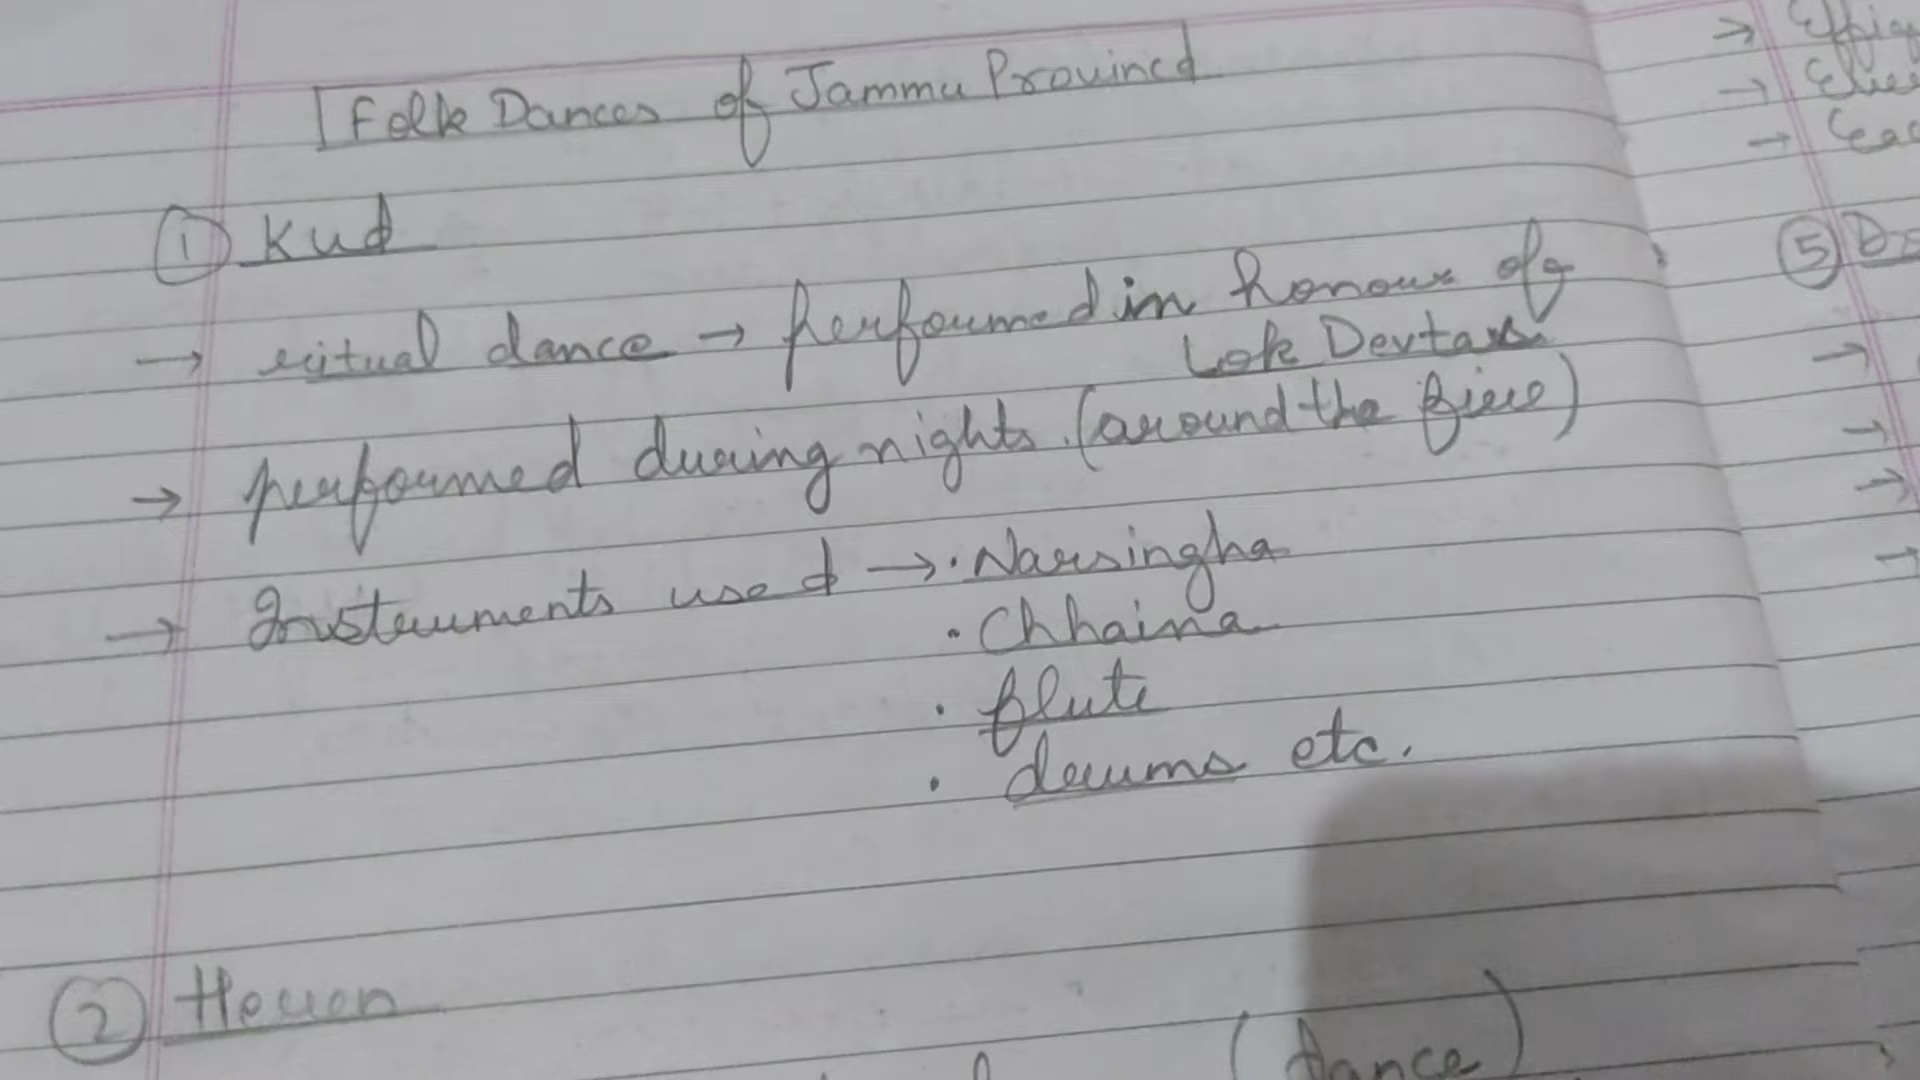 Folk Dances of Jammu Province
① Kud
→ ritual dance → performed in honour of
Lok Devtas.
→ performed during nights. (around the fire)
→ Instruments used → · Narsingha
· Chhaina
· flute
· drums etc.
② Heren
(dance)
→
→
→
⑤
→
→
→
→